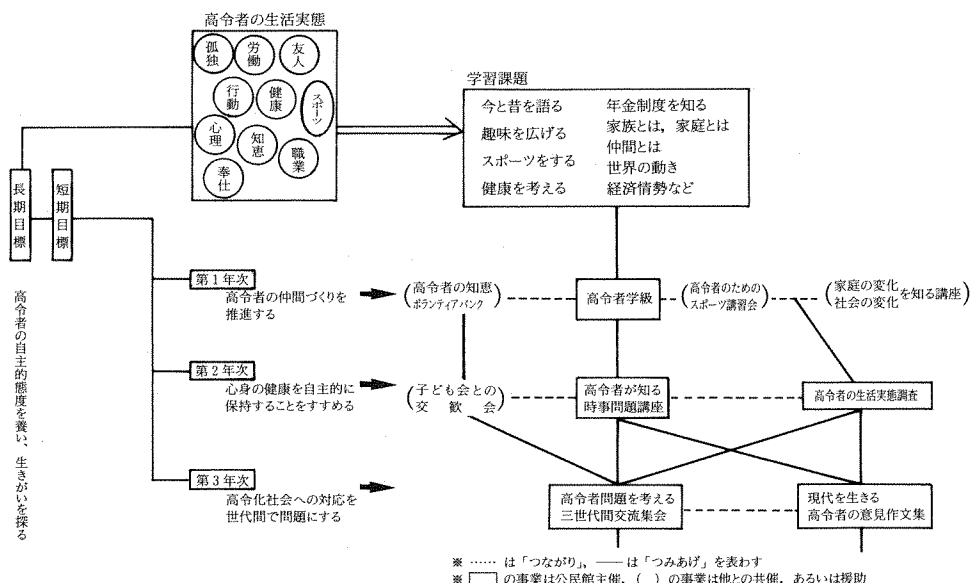 高令者の生活実態
孤独
労働
友人
行動
健康
スポーツ
心理
知恵
職業
奉仕
学習課題
今と昔を語る
趣味を広げる
スポーツをする
健康を考える
年金制度を知る
家族とは，家庭とは
仲間とは
世界の動き
経済情勢など
長期目標
短期目標
高令者の自主的態度を養い、生きがいを探る
第1年次
高令者の仲間づくりを
推進する
(高令者の知恵
ボランティアバンク)
高令者学級
(高令者のための
スポーツ講習会)
(家庭の変化
社会の変化を知る講座)
第2年次
心身の健康を自主的に
保持することをすすめる
(子ども会との
交歓会)
高令者が知る
時事問題講座
高令者の生活実態調査
第3年次
高令化社会への対応を
世代間で問題にする
高令者問題を考える
三世代間交流集会
現代を生きる
高令者の意見作文集
※ …… は「つながり」、—— は「つみあげ」を表わす
※ □ の事業は公民館主催，( ) の事業は他との共催，あるいは援助